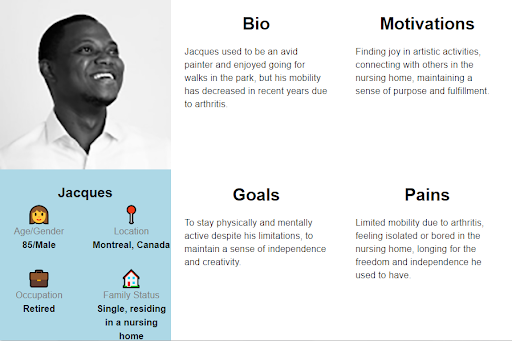 Bio
Jacques used to be an avid
painter and enjoyed going for
walks in the park, but his mobility
has decreased in recent years due
to arthritis.
Motivations
Finding joy in artistic activities,
connecting with others in the
nursing home, maintaining a
sense of purpose and fulfillment.
Jacques
Age/Gender
85/Male
Location
Montreal, Canada
Occupation
Retired
Family Status
Single, residing
in a nursing
home
Goals
To stay physically and mentally
active despite his limitations, to
maintain a sense of independence
and creativity.
Pains
Limited mobility due to arthritis,
feeling isolated or bored in the
nursing home, longing for the
freedom and independence he
used to have.